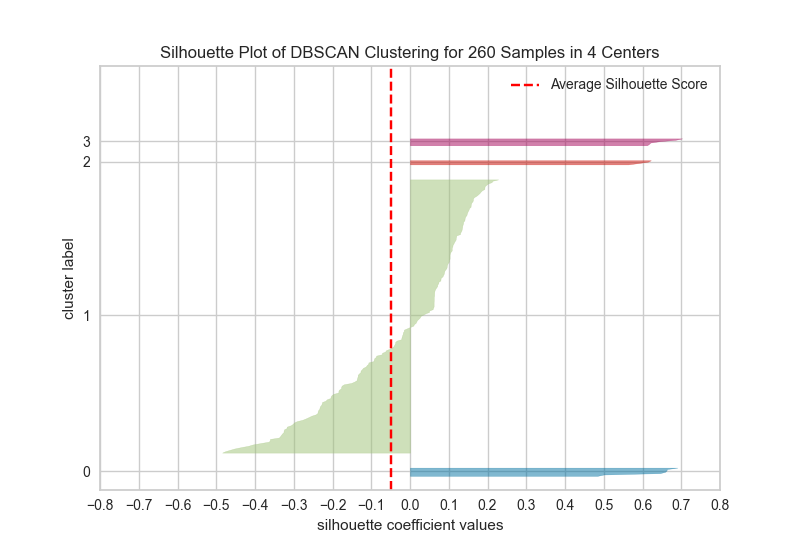 Silhouette Plot of DBSCAN Clustering for 260 Samples in 4 Centers
Average Silhouette Score
3
2
1
0
cluster label
−0.8 −0.7 −0.6 −0.5 −0.4 −0.3 −0.2 −0.1 0.0 0.1 0.2 0.3 0.4 0.5 0.6 0.7 0.8
silhouette coefficient values